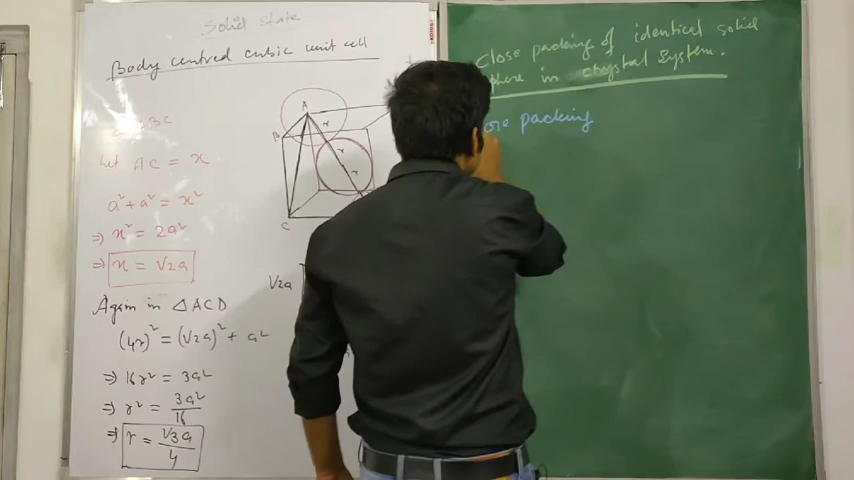 Solid state
Body centred cubic unit cell
A
B
r
r
r
C
let AC = x
a² + a² = x²
⇒ x² = 2a²
⇒ x = √2a
√2a
Again in △ACD
(4r)² = (√2a)² + a²
⇒ 16r² = 3a²
⇒ r² = 3a²/16
⇒ r = √3a/4
Close packing of identical solid
in chystal System.
packing